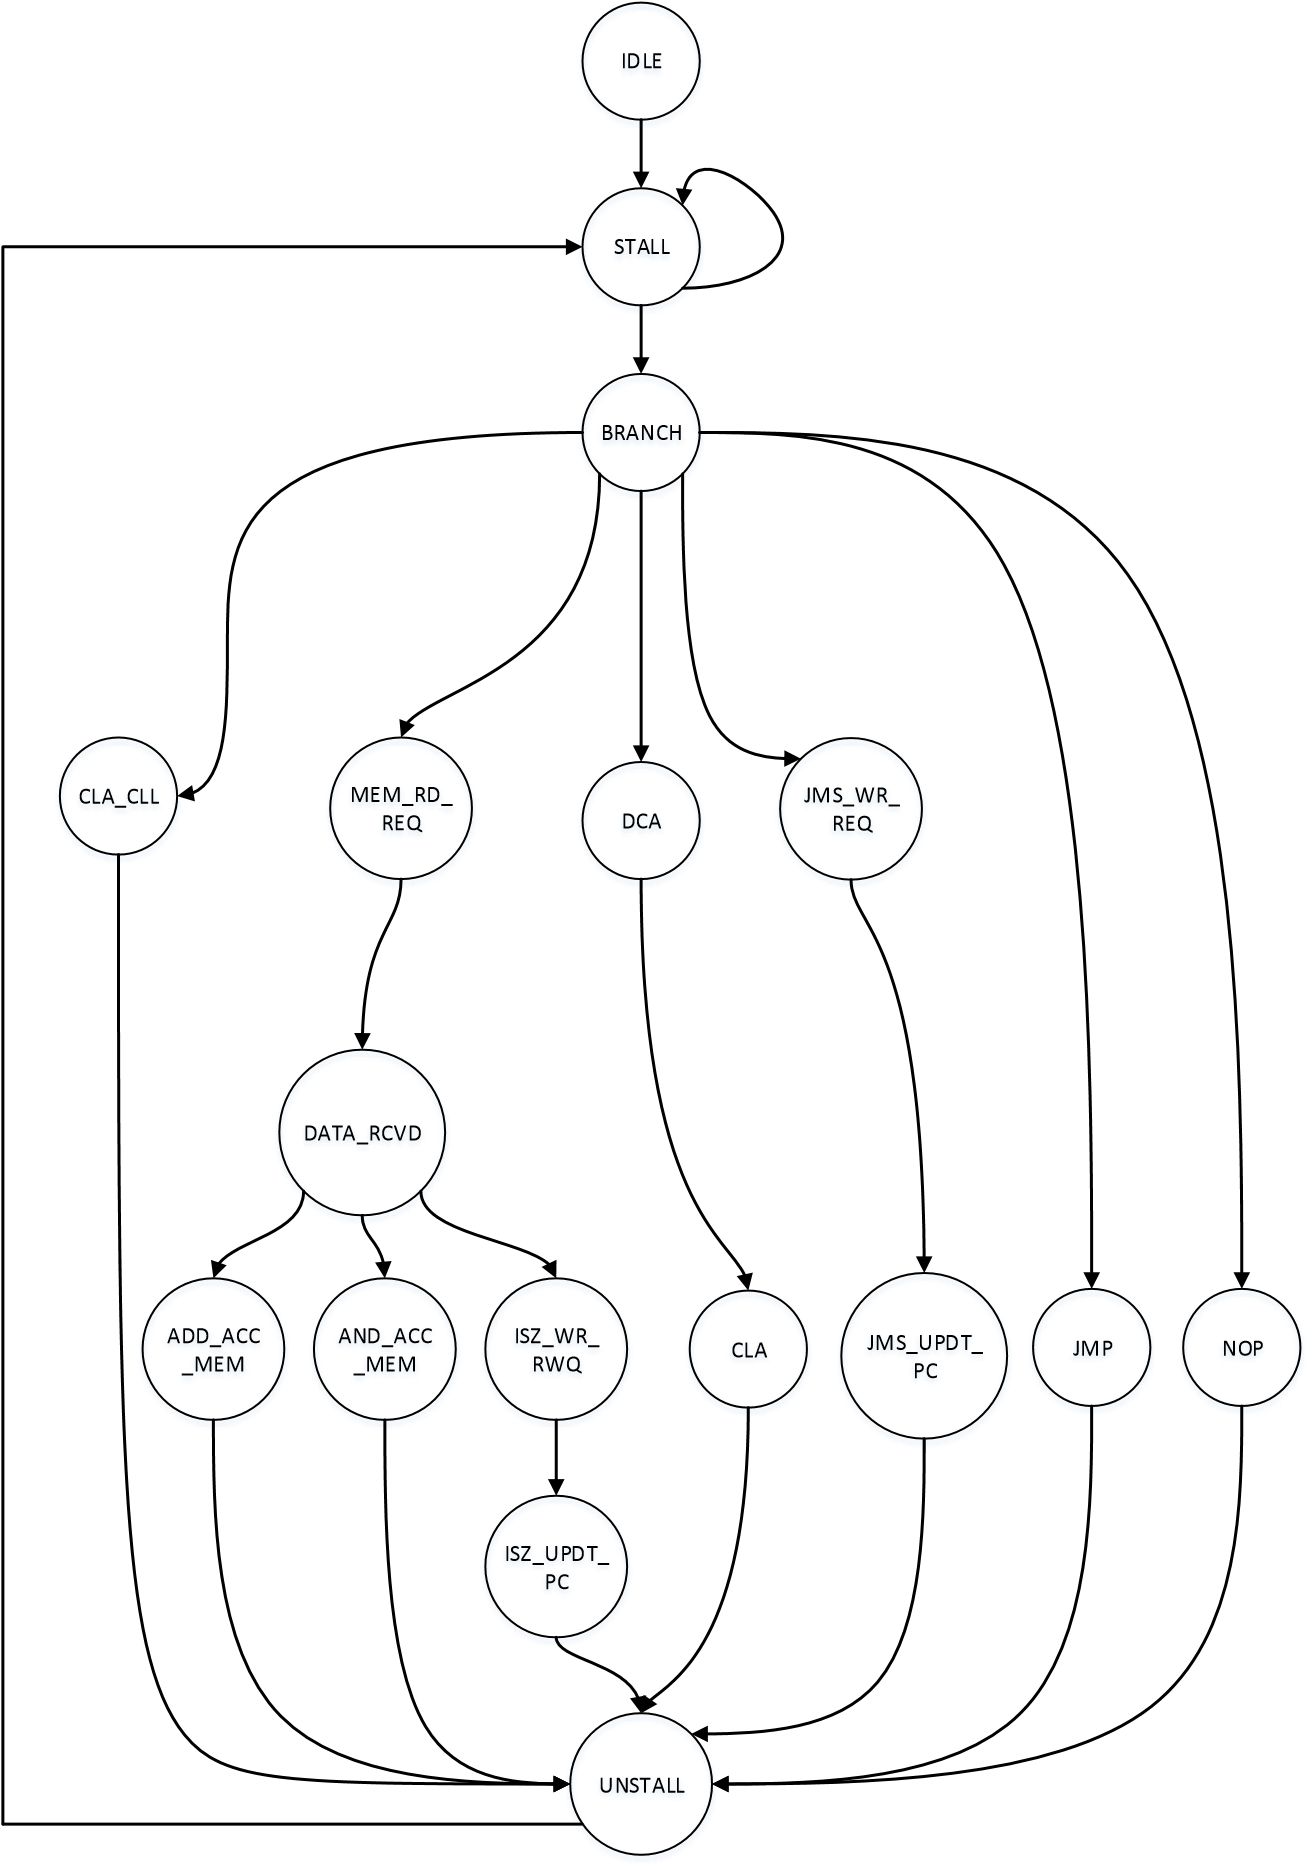 IDLE
STALL
BRANCH
CLA_CLL
MEM_RD_
REQ
DCA
JMS_WR_
REQ
DATA_RCVD
ADD_ACC
_MEM
AND_ACC
_MEM
ISZ_WR_
RWQ
CLA
JMS_UPDT_
PC
JMP
NOP
ISZ_UPDT_
PC
UNSTALL